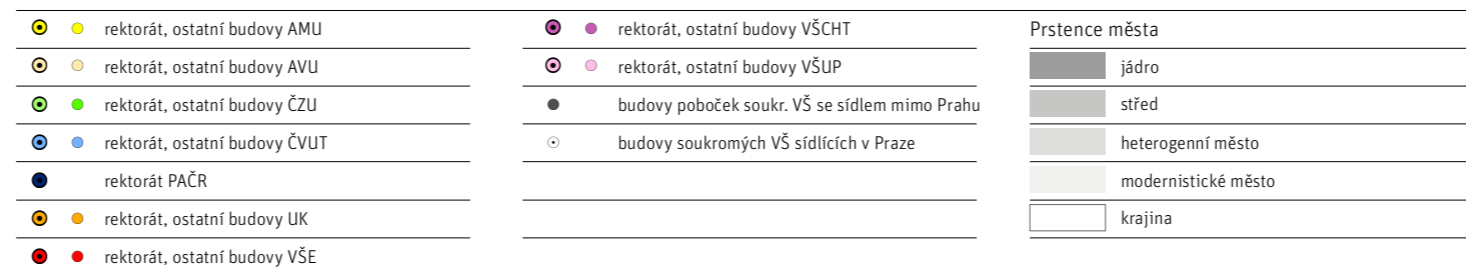 rektorát, ostatní budovy AMU
rektorát, ostatní budovy AVU
rektorát, ostatní budovy ČZU
rektorát, ostatní budovy ČVUT
rektorát PAČR
rektorát, ostatní budovy UK
rektorát, ostatní budovy VŠE
rektorát, ostatní budovy VŠCHT
rektorát, ostatní budovy VŠUP
budovy poboček soukr. VŠ se sídlem mimo Prahu
budovy soukromých VŠ sídlících v Praze
Prstence města
jádro
střed
heterogenní město
modernistické město
krajina